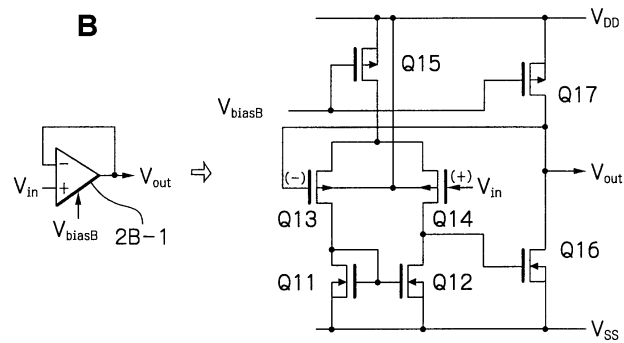 B
V_in
−
+
V_out
V_biasB
2B-1
V_DD
Q15
Q17
V_biasB
(−)
(+)
V_in
V_out
Q13
Q14
Q16
Q11
Q12
V_SS